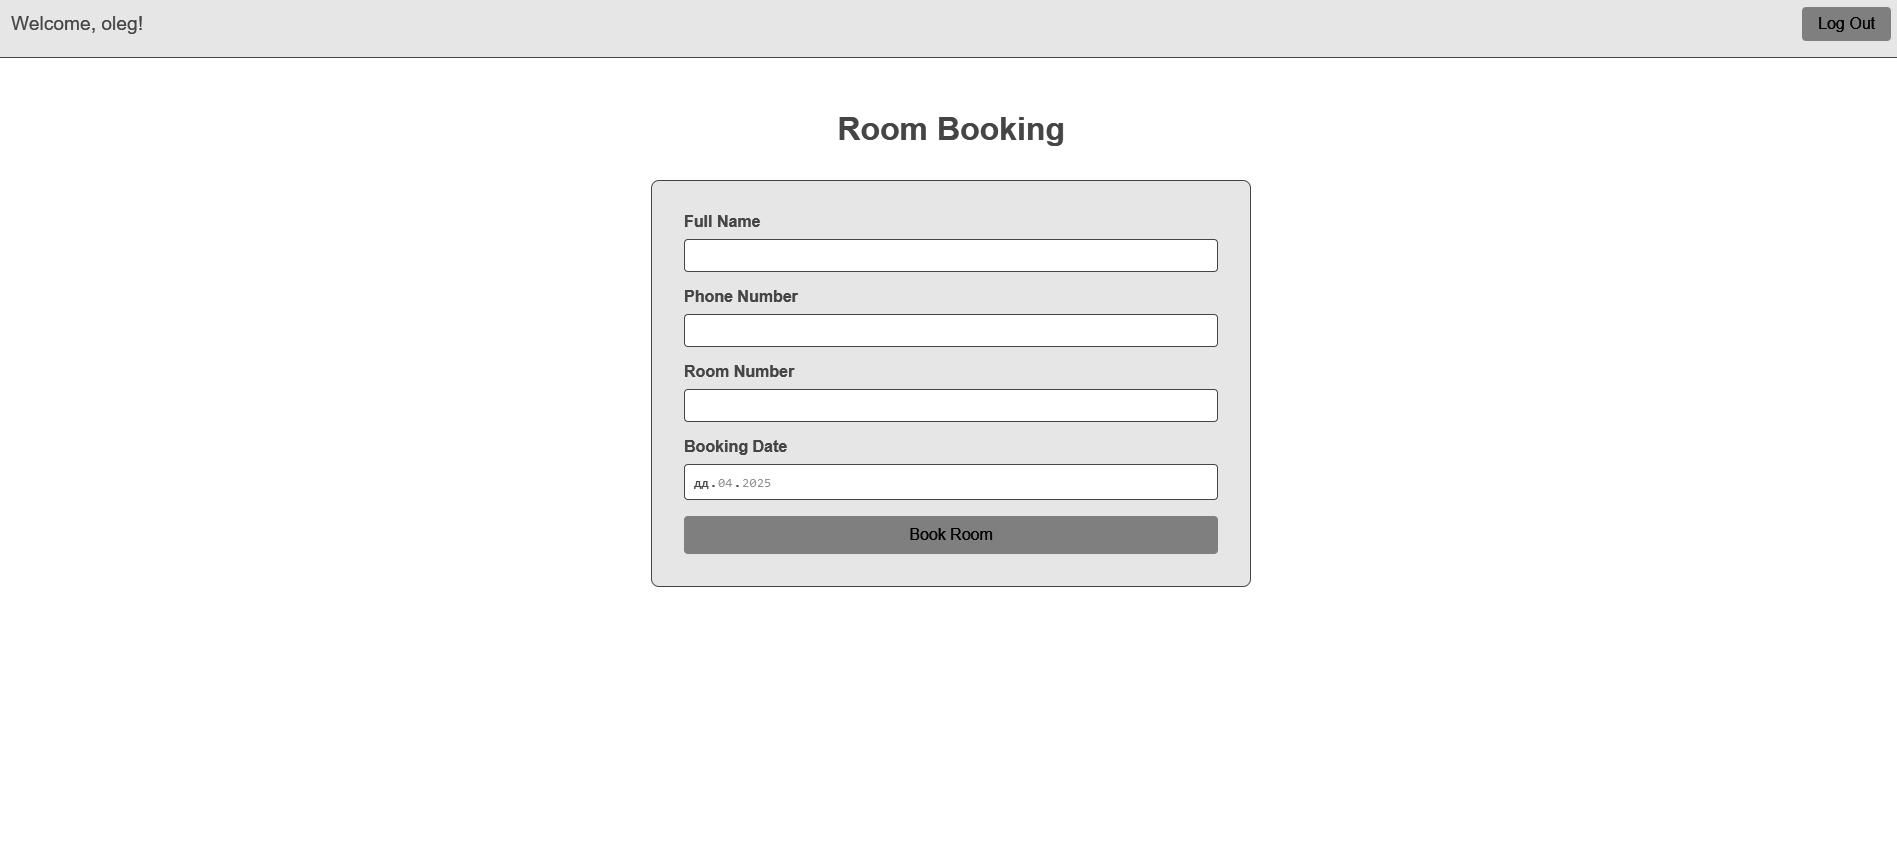 Welcome, oleg!
Log Out
Room Booking
Full Name
Phone Number
Room Number
Booking Date
дд.04.2025
Book Room